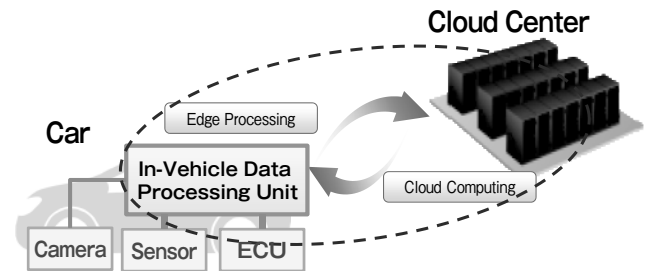 Cloud Center
Edge Processing
Car
In-Vehicle Data
Processing Unit
Cloud Computing
Camera
Sensor
ECU